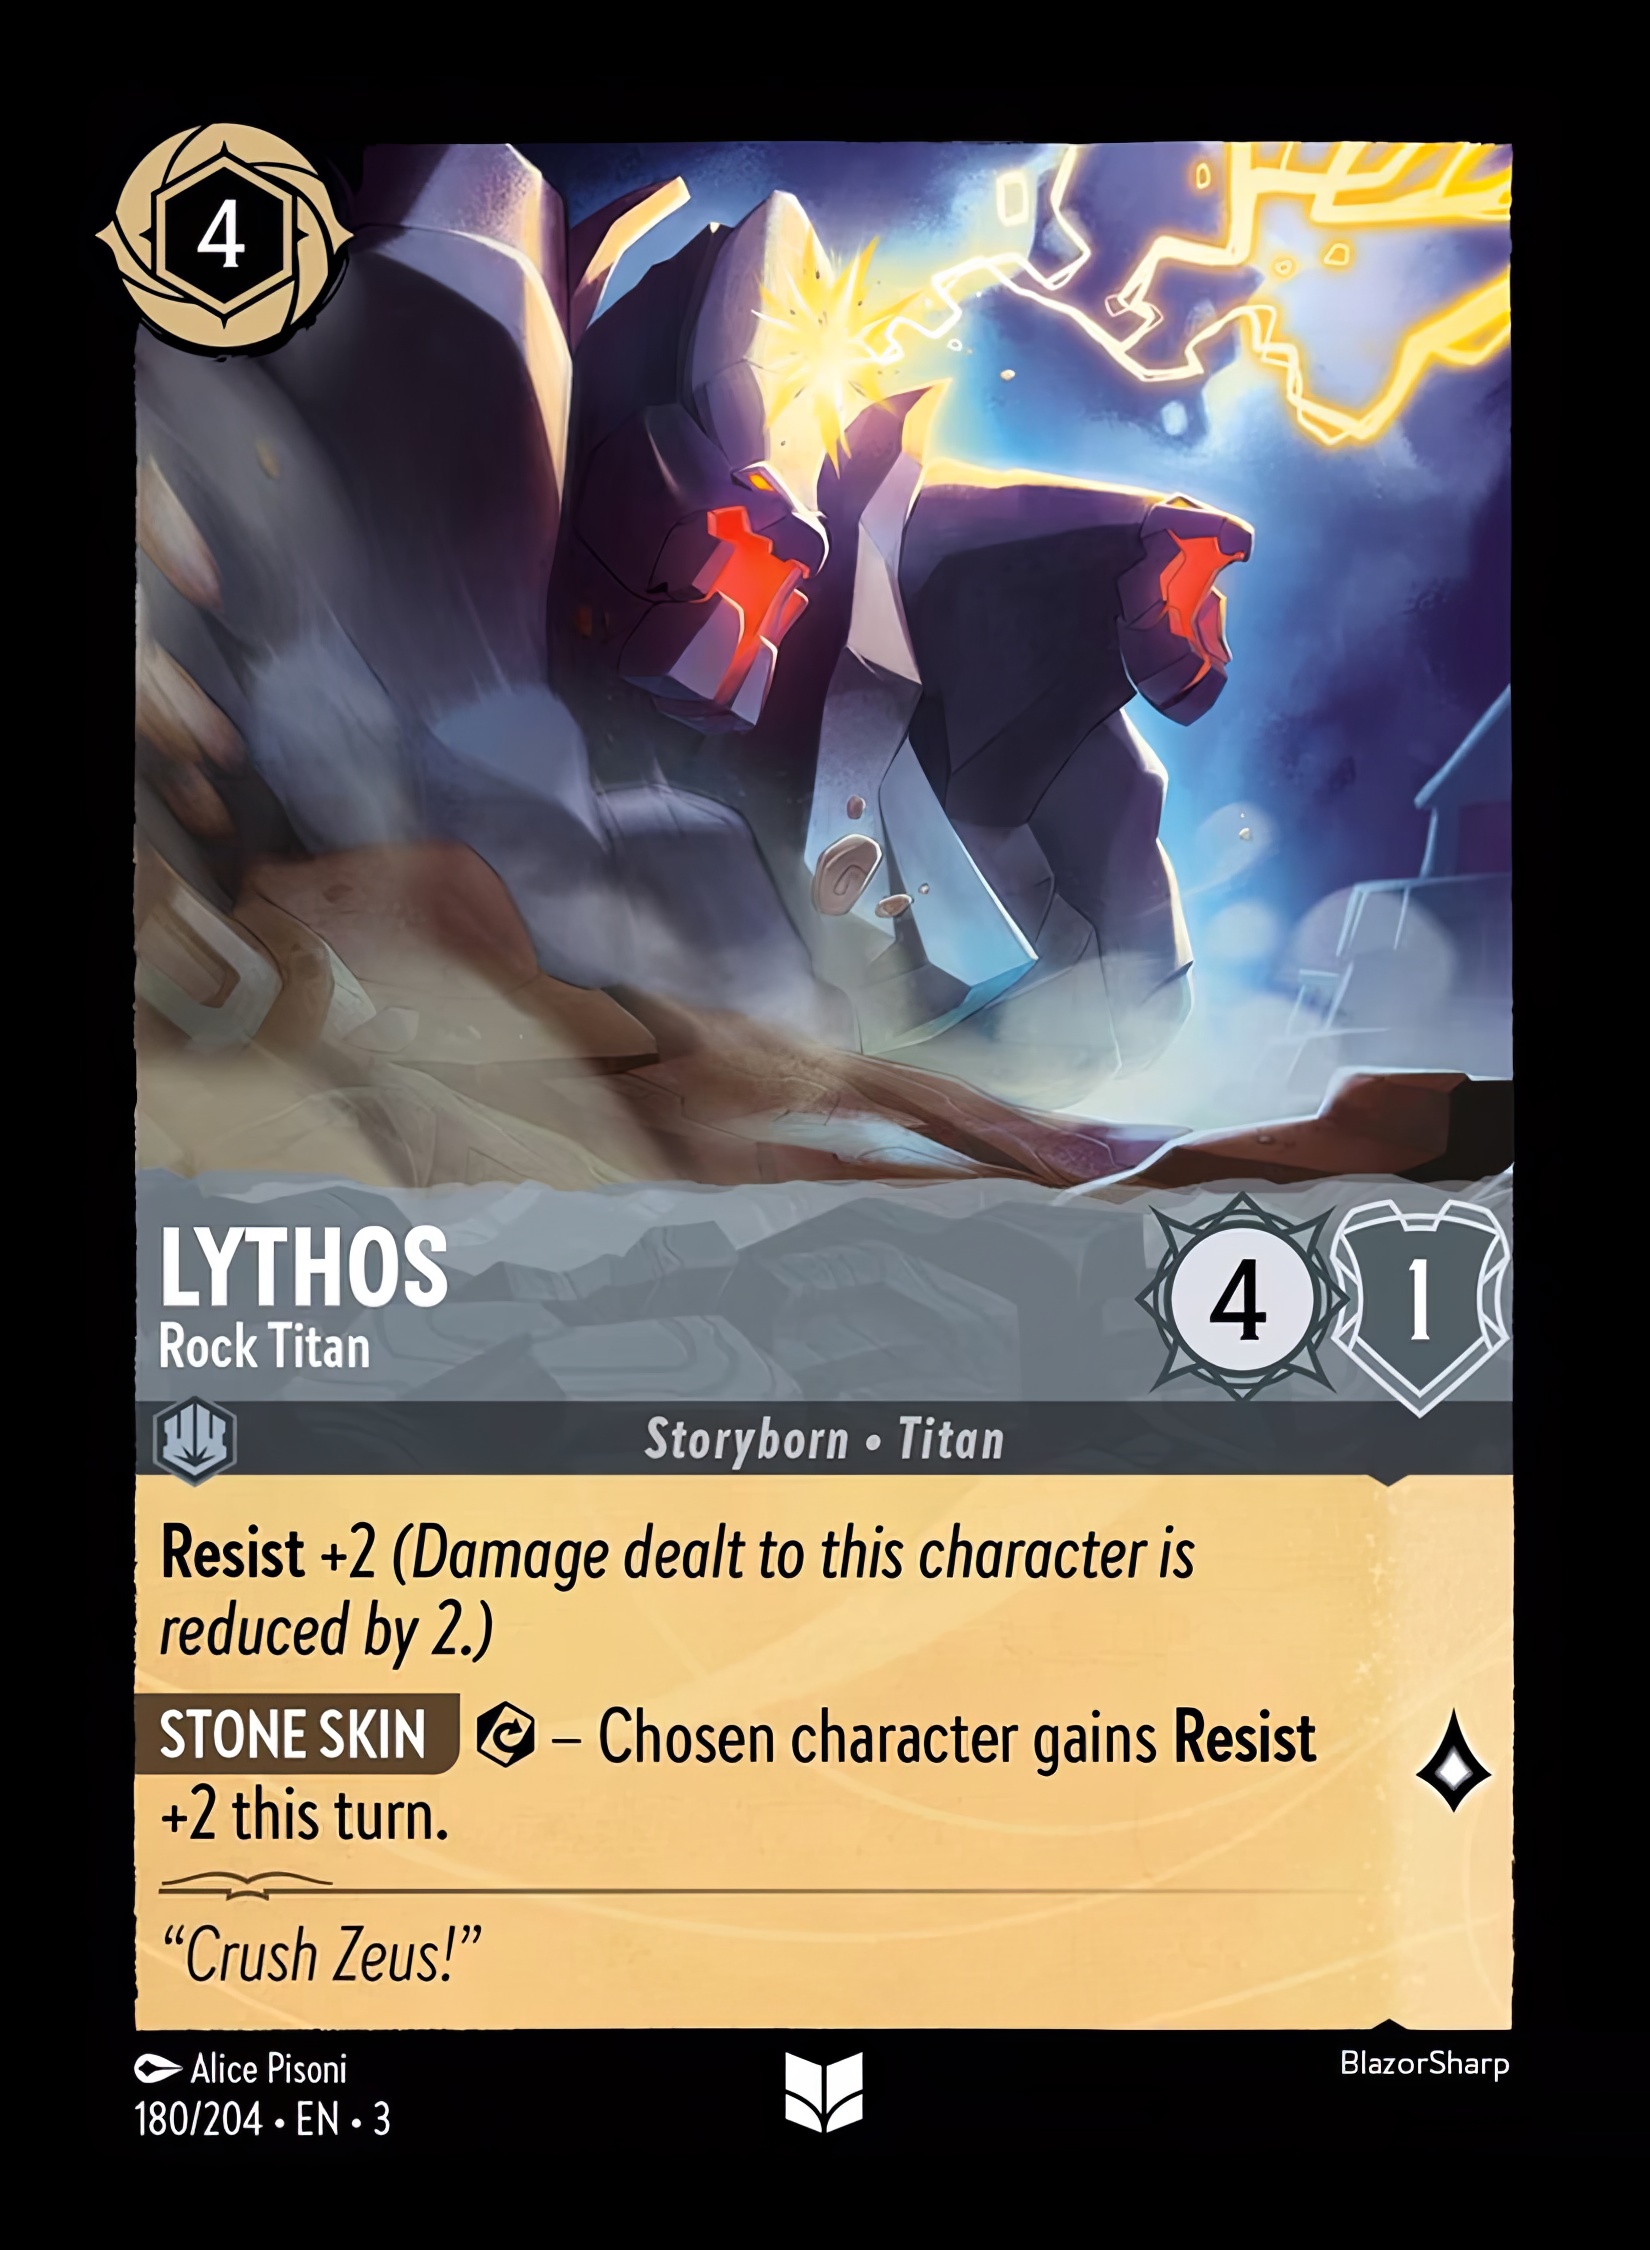 4
LYTHOS
Rock Titan
4
1
Storyborn • Titan
Resist +2 (Damage dealt to this character is
reduced by 2.)
STONE SKIN – Chosen character gains Resist
+2 this turn.
“Crush Zeus!”
Alice Pisoni
BlazorSharp
180/204 • EN • 3